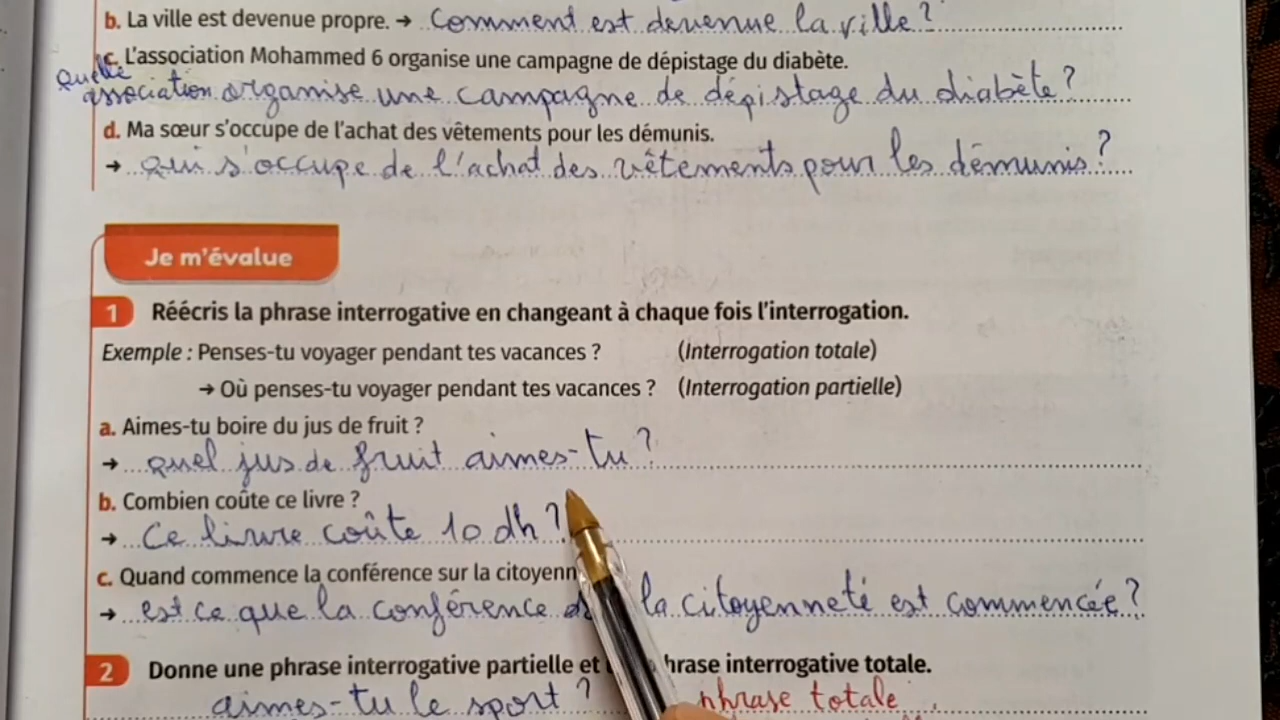 b. La ville est devenue propre. → Comment est devenue la ville ?
c. L'association Mohammed 6 organise une campagne de dépistage du diabète.
quelle association organise une campagne de dépistage du diabète ?
d. Ma sœur s'occupe de l'achat des vêtements pour les démunis.
→ qui s'occupe de l'achat des vêtements pour les démunis ?
Je m'évalue
1 Réécris la phrase interrogative en changeant à chaque fois l'interrogation.
Exemple : Penses-tu voyager pendant tes vacances ? (Interrogation totale)
→ Où penses-tu voyager pendant tes vacances ? (Interrogation partielle)
a. Aimes-tu boire du jus de fruit ?
→ quel jus de fruit aimes-tu ?
b. Combien coûte ce livre ?
→ Ce livre coûte 10 dh ?
c. Quand commence la conférence sur la citoyenn
→ est ce que la conférence la citoyenneté est commencée ?
2 Donne une phrase interrogative partielle et phrase interrogative totale.
aimes-tu le sport ? phrase totale